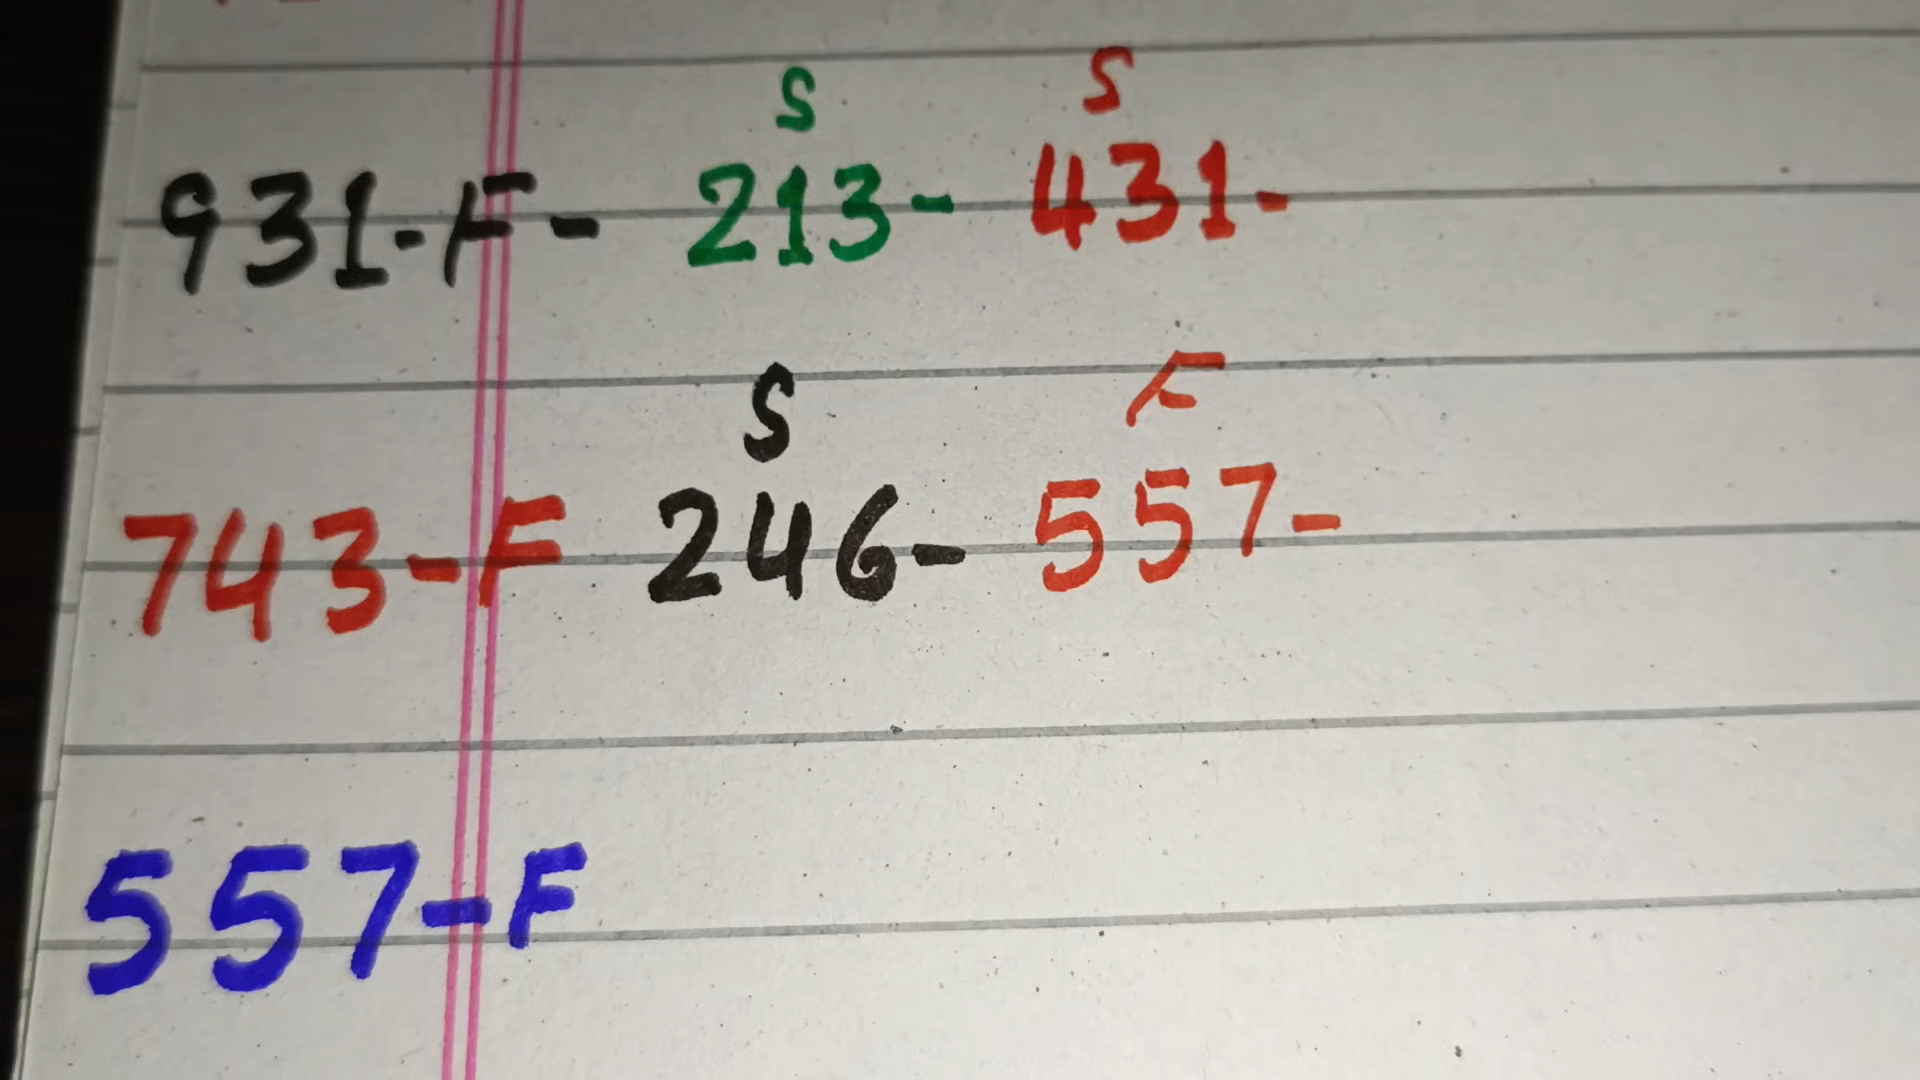 S S
931-F- 213- 431-
S F
743-F 246- 557-
557-F